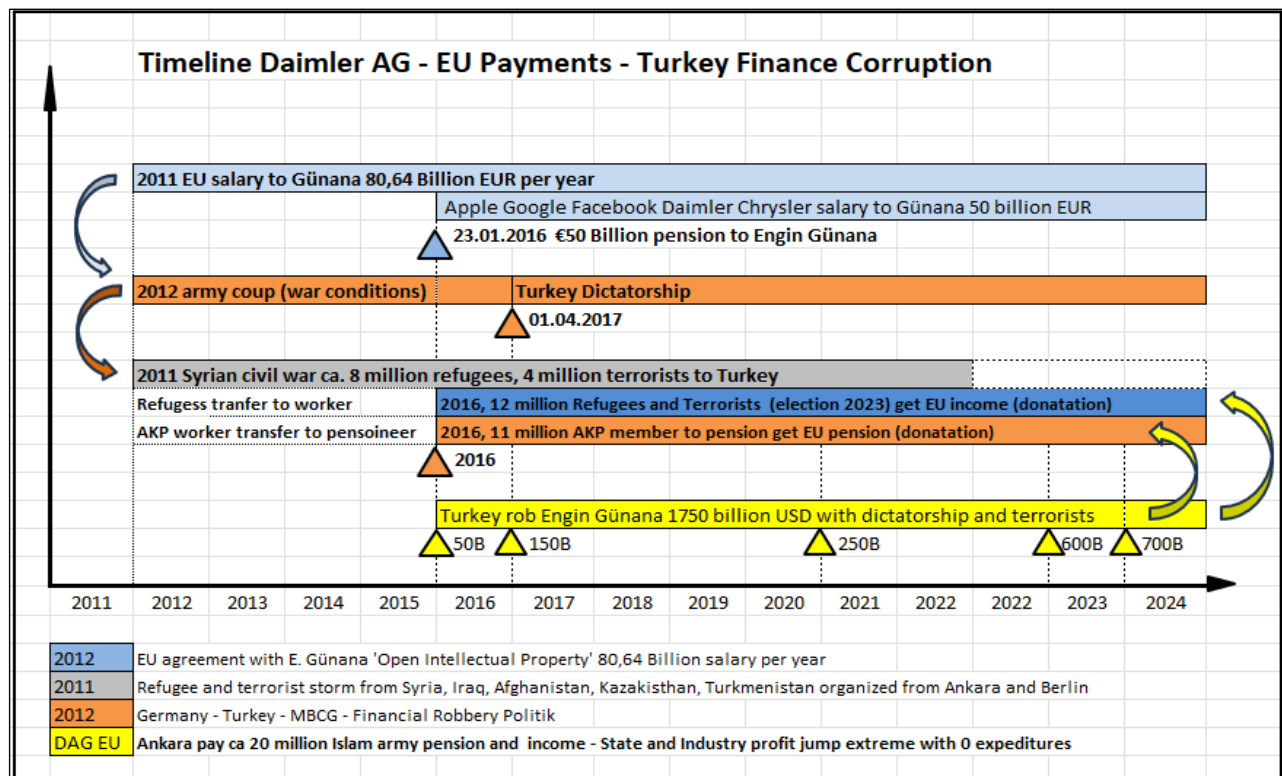 Timeline Daimler AG - EU Payments - Turkey Finance Corruption
2011 EU salary to Günana 80,64 Billion EUR per year
Apple Google Facebook Daimler Chrysler salary to Günana 50 billion EUR
23.01.2016 €50 Billion pension to Engin Günana
2012 army coup (war conditions)
Turkey Dictatorship
01.04.2017
2011 Syrian civil war ca. 8 million refugees, 4 million terrorists to Turkey
Refugess tranfer to worker
2016, 12 million Refugees and Terrorists (election 2023) get EU income (donatation)
AKP worker transfer to pensoineer
2016, 11 million AKP member to pension get EU pension (donatation)
2016
Turkey rob Engin Günana 1750 billion USD with dictatorship and terrorists
50B 150B 250B 600B 700B
2011 2012 2013 2014 2015 2016 2017 2018 2019 2020 2021 2022 2022 2023 2024
2012 EU agreement with E. Günana 'Open Intellectual Property' 80,64 Billion salary per year
2011 Refugee and terrorist storm from Syria, Iraq, Afghanistan, Kazakisthan, Turkmenistan organized from Ankara and Berlin
2012 Germany - Turkey - MBCG - Financial Robbery Politik
DAG EU Ankara pay ca 20 million Islam army pension and income - State and Industry profit jump extreme with 0 expeditures